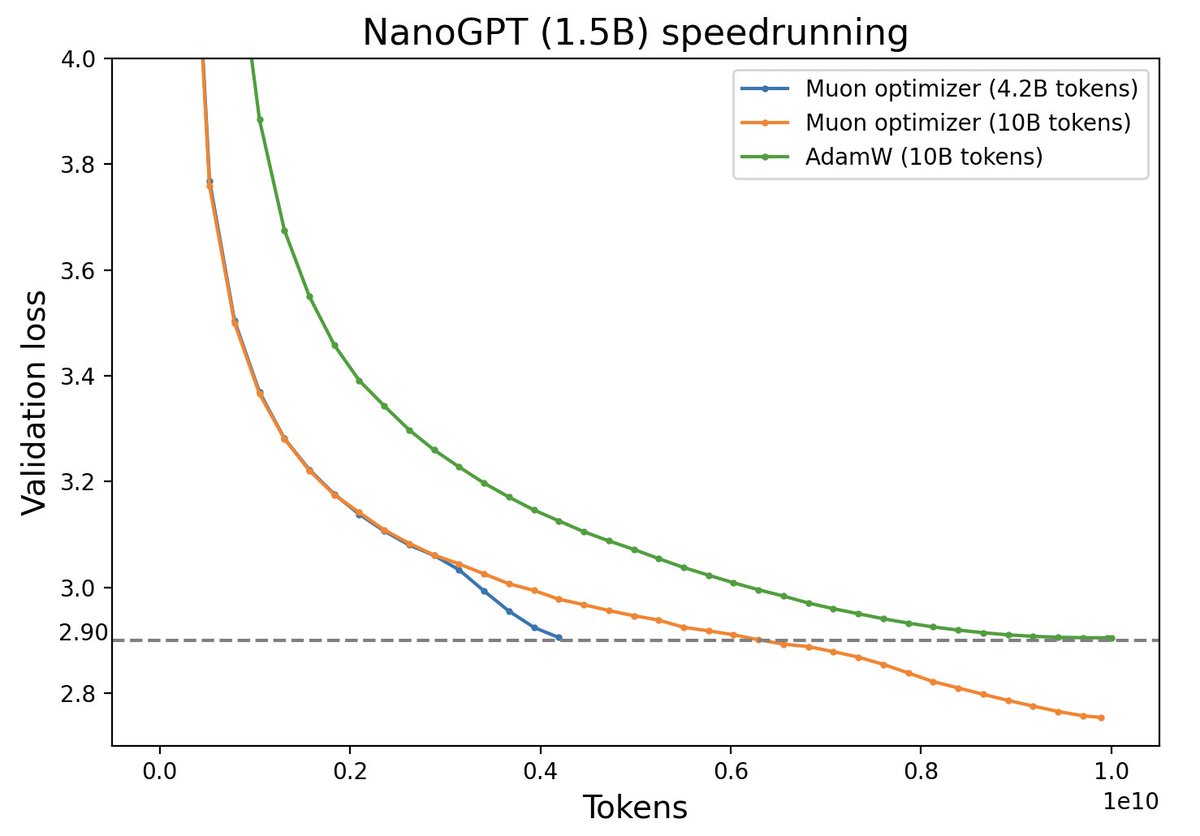 NanoGPT (1.5B) speedrunning
Muon optimizer (4.2B tokens)
Muon optimizer (10B tokens)
AdamW (10B tokens)
Validation loss
4.0
3.8
3.6
3.4
3.2
3.0
2.90
2.8
0.0 0.2 0.4 0.6 0.8 1.0
1e10
Tokens